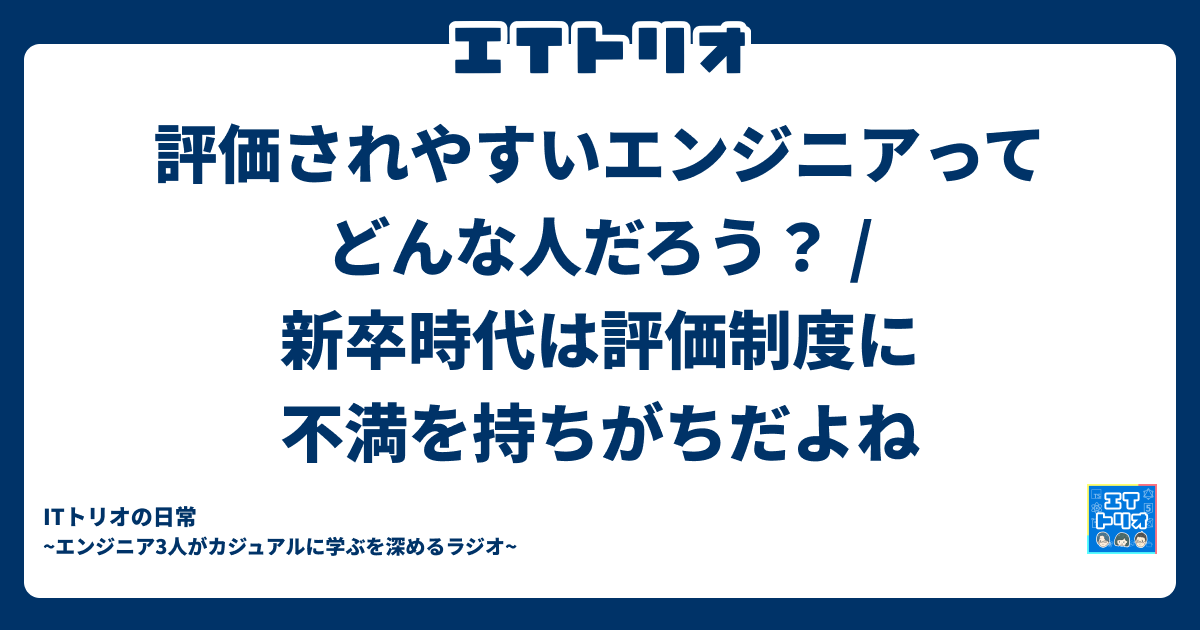 ITトリオ
評価されやすいエンジニアって
どんな人だろう？ /
新卒時代は評価制度に
不満を持ちがちだよね
ITトリオの日常
~エンジニア3人がカジュアルに学ぶを深めるラジオ~
IT
トリオ